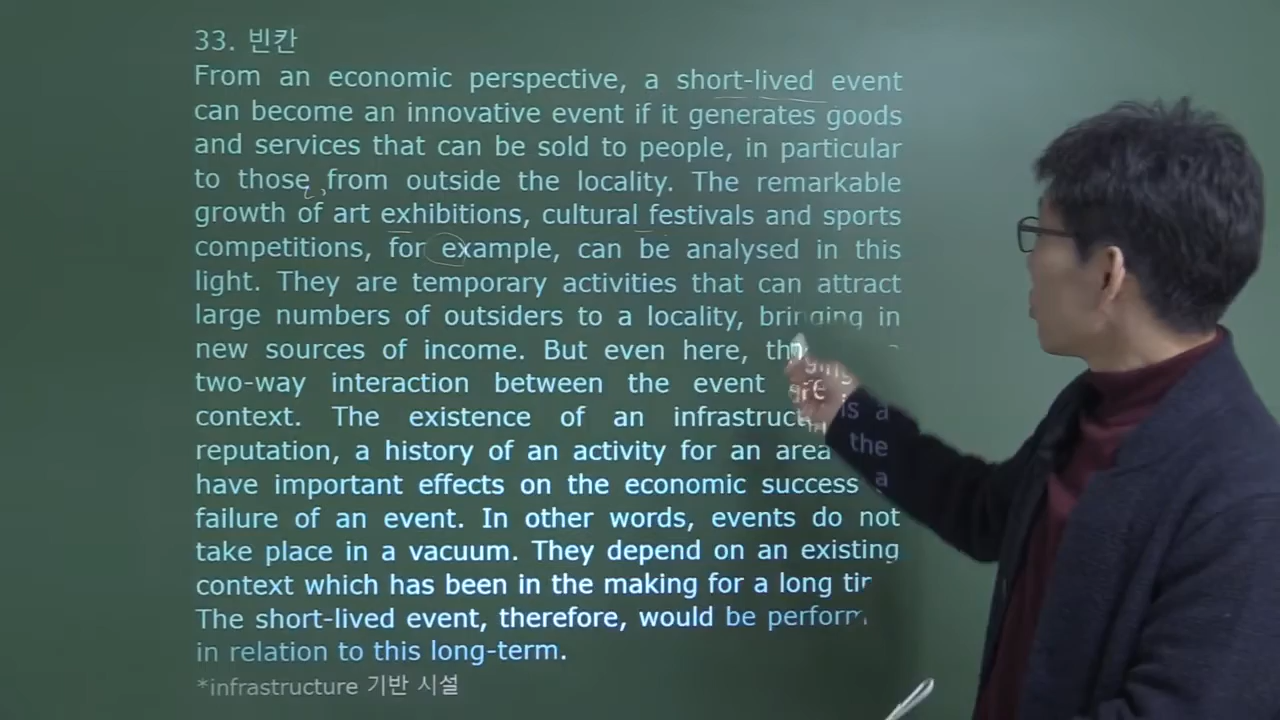 33. 빈칸
From an economic perspective, a short-lived event
can become an innovative event if it generates goods
and services that can be sold to people, in particular
to those from outside the locality. The remarkable
growth of art exhibitions, cultural festivals and sports
competitions, for example, can be analysed in this
light. They are temporary activities that can attract
large numbers of outsiders to a locality, bringing in
new sources of income. But even here, is a
two-way interaction between the event the
context. The existence of an a
reputation, a history of an activity for an area
have important effects on the economic success
failure of an event. In other words, events do not
take place in a vacuum. They depend on an existing
context which has been in the making for a long
The short-lived event, therefore, would be
in relation to this long-term.
*infrastructure 기반 시설